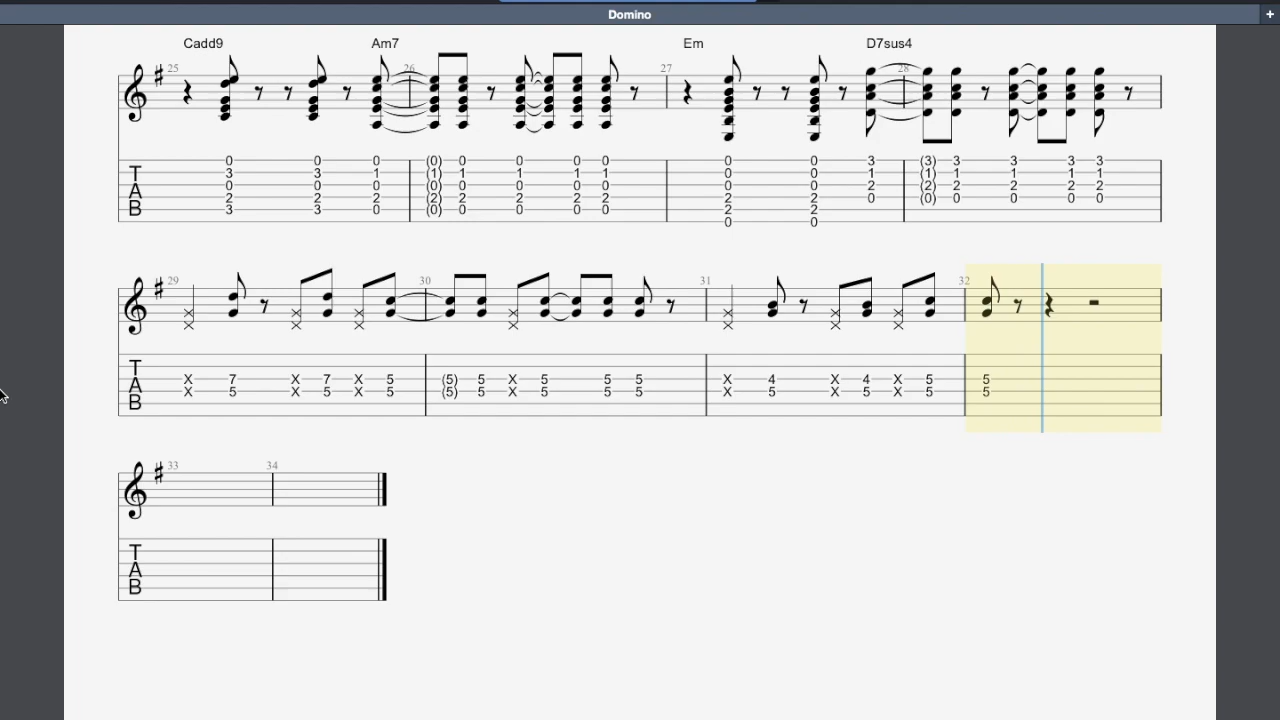 Domino
+
Cadd9 Am7 Em D7sus4
25 26 27 28
0 0 0 (0) 0 0 0 0 0 0 3 (3) 3 3 3 3
T 3 3 1 (1) 1 1 1 1 0 0 1 (1) 1 1 1 1
0 0 0 (0) 0 0 0 0 0 0 2 (2) 2 2 2 2
A 2 2 2 (2) 2 2 2 2 2 2 0 (0) 0 0 0 0
B 3 3 0 (0) 0 0 0 0 2 2
0 0
29 30 31 32
T
X 7 X 7 X 5 (5) 5 X 5 5 5 X 4 X 4 X 5 5
A X 5 X 5 X 5 (5) 5 X 5 5 5 X 5 X 5 X 5 5
B
33 34
T
A
B